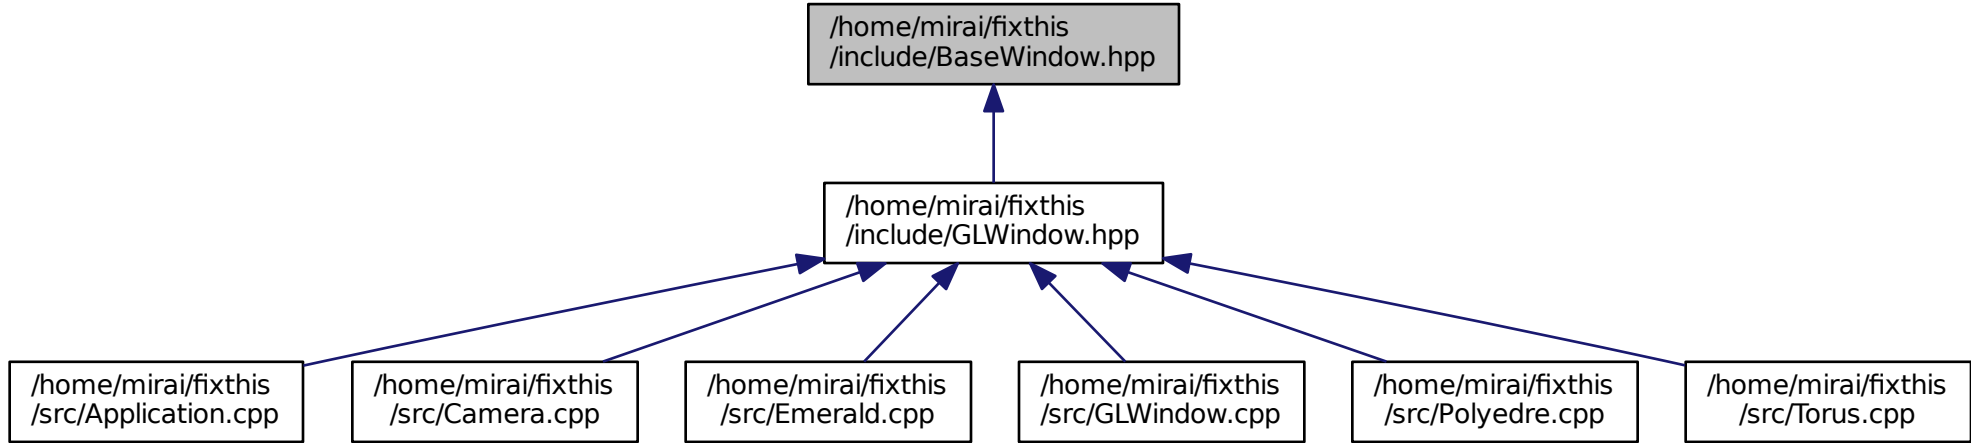 /home/mirai/fixthis
/include/BaseWindow.hpp
/home/mirai/fixthis
/include/GLWindow.hpp
/home/mirai/fixthis
/src/Application.cpp
/home/mirai/fixthis
/src/Camera.cpp
/home/mirai/fixthis
/src/Emerald.cpp
/home/mirai/fixthis
/src/GLWindow.cpp
/home/mirai/fixthis
/src/Polyedre.cpp
/home/mirai/fixthis
/src/Torus.cpp